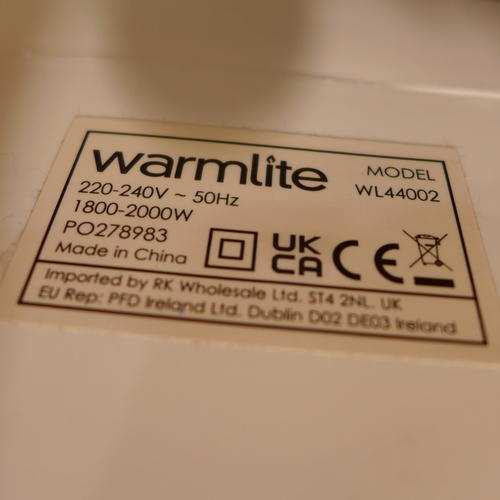 warmlite
MODEL
WL44002
220-240V ~ 50Hz
1800-2000W
PO278983
Made in China
UK
CA
CE
Imported by RK Wholesale Ltd. ST4 2NL. UK
EU Rep: PFD Ireland Ltd. Dublin D02 DE03 Ireland